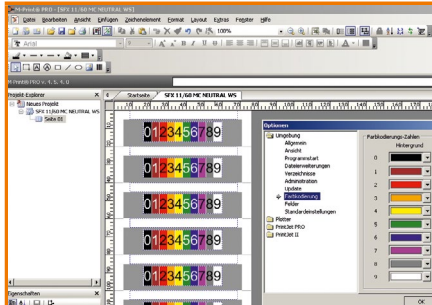 M-Print® PRO - [SFX 11/60 MC NEUTRAL WS]
Datei Bearbeiten Ansicht Einfügen Zeichenelement Format Layout Extras Fenster Hilfe
100%
Arial
M-Print® PRO v. 4. 5. 4. 0
Projekt-Explorer
Startseite SFX 11/60 MC NEUTRAL WS
Neues Projekt
SFX 11/60 MC NEUTRAL WS
Seite 01
0123456789
0123456789
0123456789
0123456789
0123456789
0123456789
Optionen
Umgebung
Allgemein
Ansicht
Programmstart
Dateierweiterungen
Verzeichnisse
Administration
Update
Farbkodierung
Felder
Standardeinstellungen
Plotter
PrintJet PRO
PrintJet II
Farbkodierungs-Zahlen
Hintergrund
0
1
2
3
4
5
6
7
8
9
OK
Eigenschaften